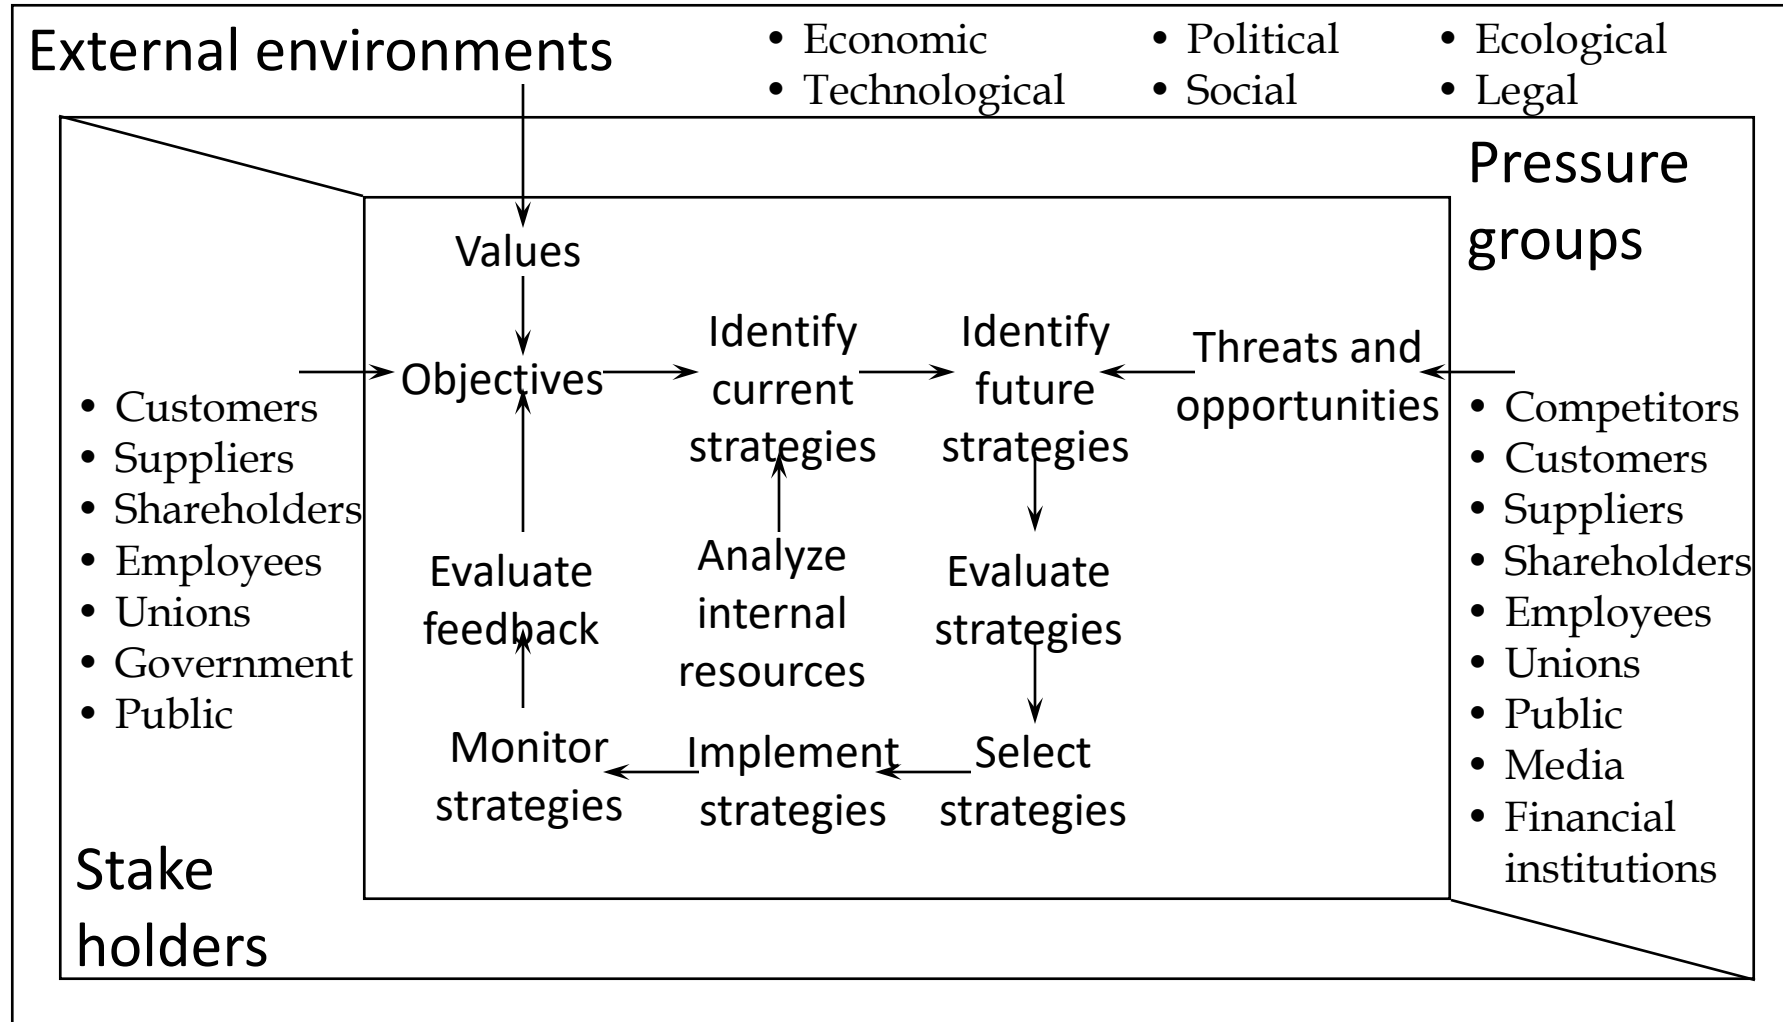 External environments
• Economic
• Political
• Ecological
• Technological
• Social
• Legal
Pressure
groups
Values
Objectives
Identify
current
strategies
Identify
future
strategies
Threats and
opportunities
• Customers
• Suppliers
• Shareholders
• Employees
• Unions
• Government
• Public
• Competitors
• Customers
• Suppliers
• Shareholders
• Employees
• Unions
• Public
• Media
• Financial
institutions
Evaluate
feedback
Analyze
internal
resources
Evaluate
strategies
Monitor
strategies
Implement
strategies
Select
strategies
Stake
holders